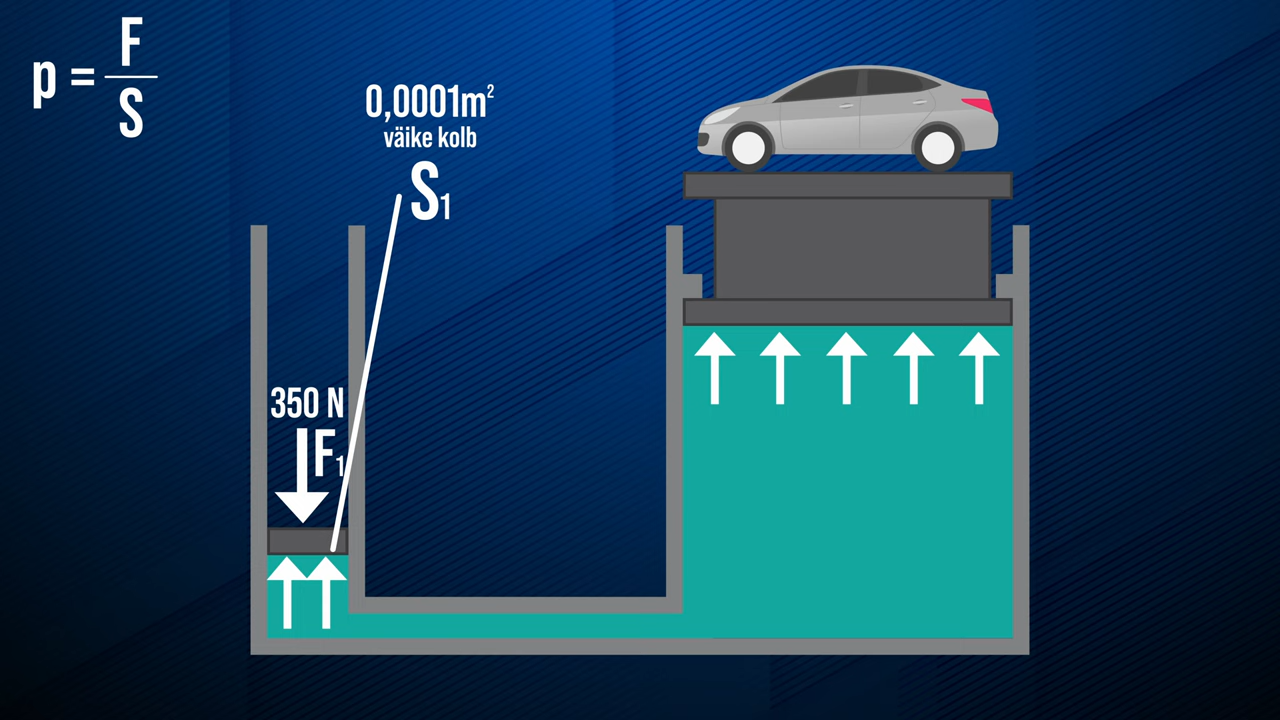 p = F/S
0,0001m²
väike kolb
S₁
350 N
F₁